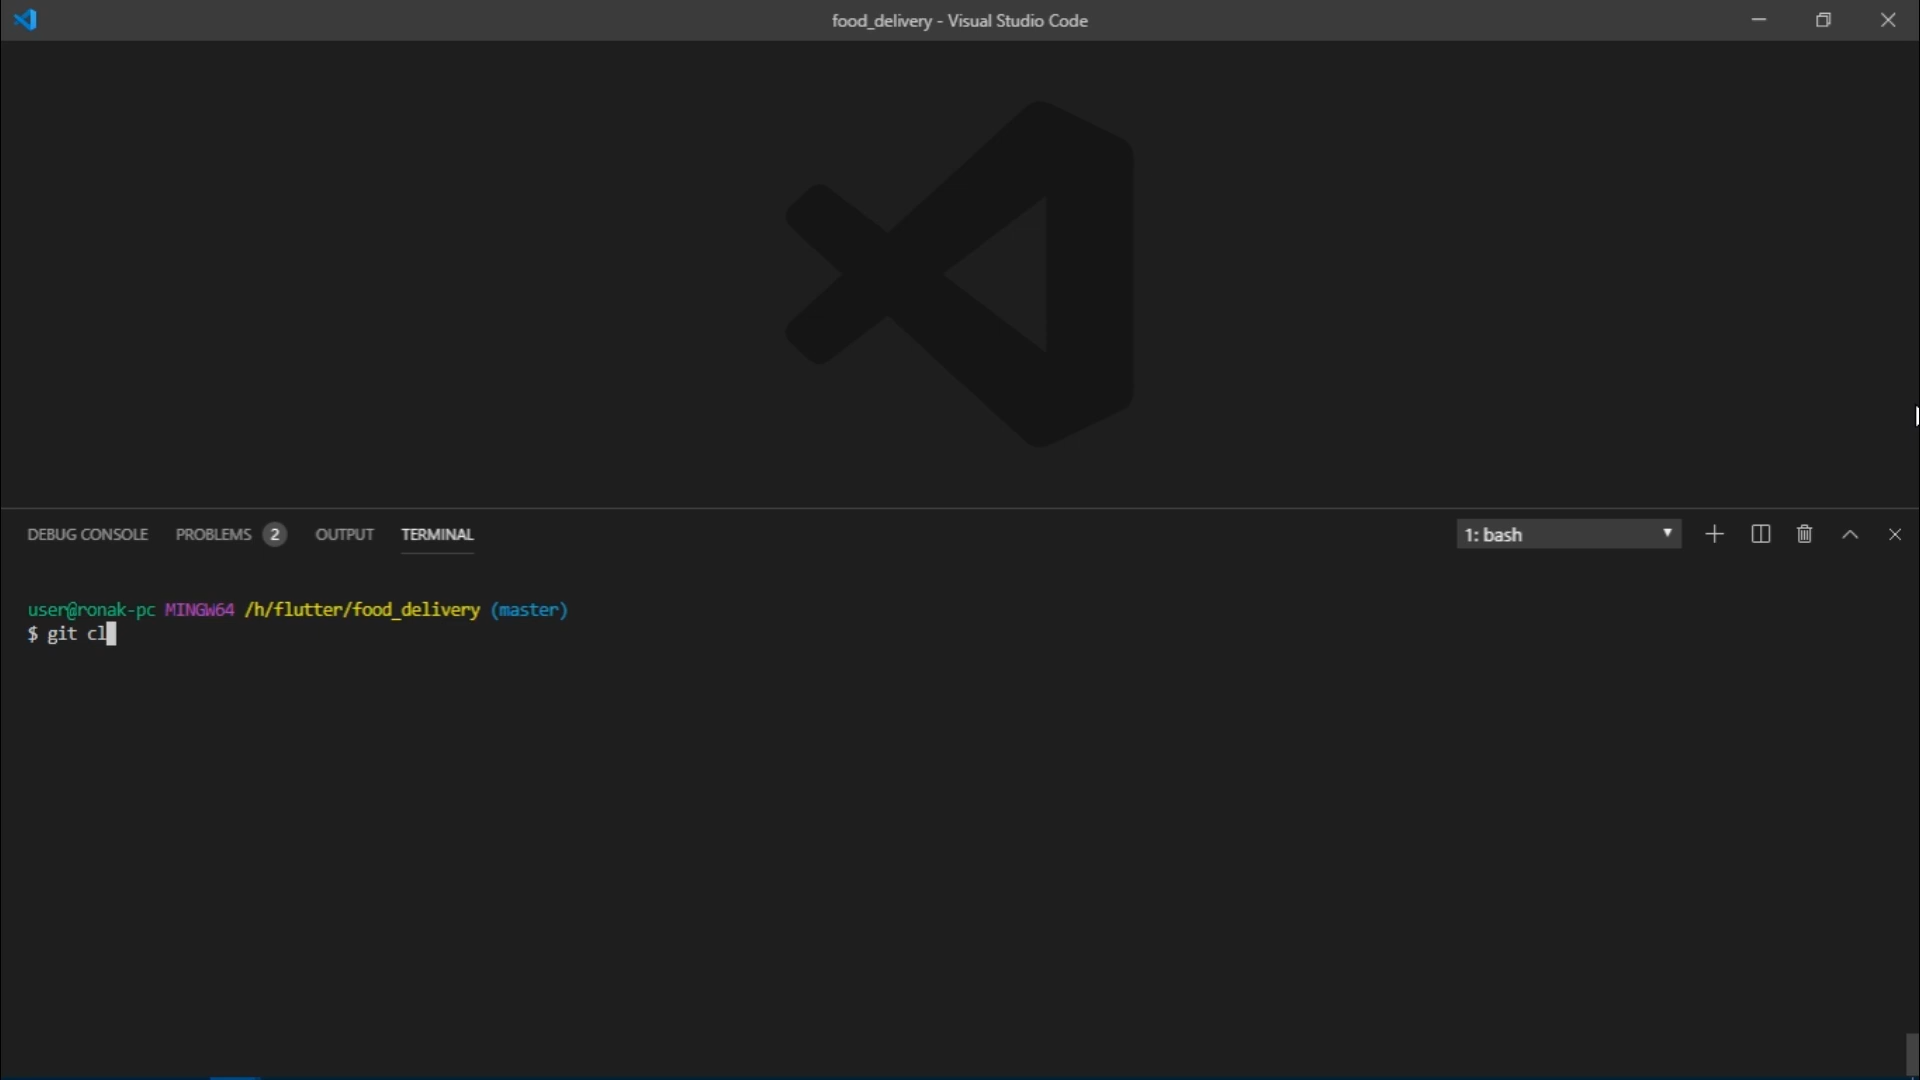 food_delivery - Visual Studio Code
DEBUG CONSOLE PROBLEMS 2 OUTPUT TERMINAL 1: bash
user@ronak-pc MINGW64 /h/flutter/food_delivery (master)
$ git cl